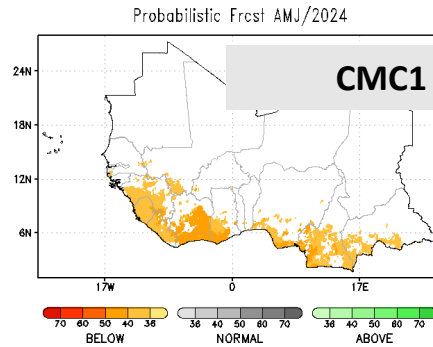 Probabilistic Frcst AMJ/2024
CMC1
24N
18N
12N
6N
17W 0 17E
70 60 50 40 36 36 40 50 60 70 36 40 50 60 70
BELOW NORMAL ABOVE